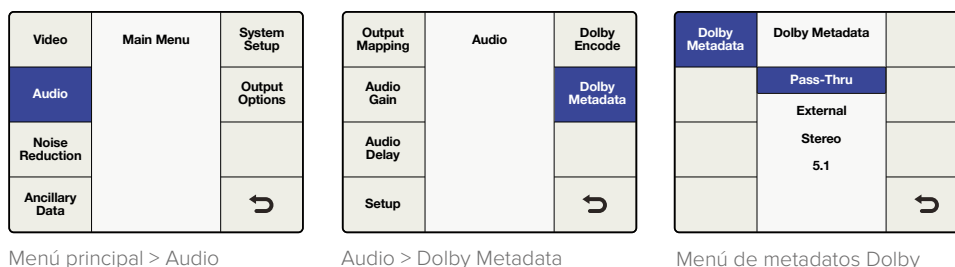 Video
Main Menu
System
Setup
Audio
Output
Options
Noise
Reduction
Ancillary
Data
Menú principal > Audio
Output
Mapping
Audio
Dolby
Encode
Audio
Gain
Dolby
Metadata
Audio
Delay
Setup
Audio > Dolby Metadata
Dolby
Metadata
Dolby Metadata
Pass-Thru
External
Stereo
5.1
Menú de metadatos Dolby